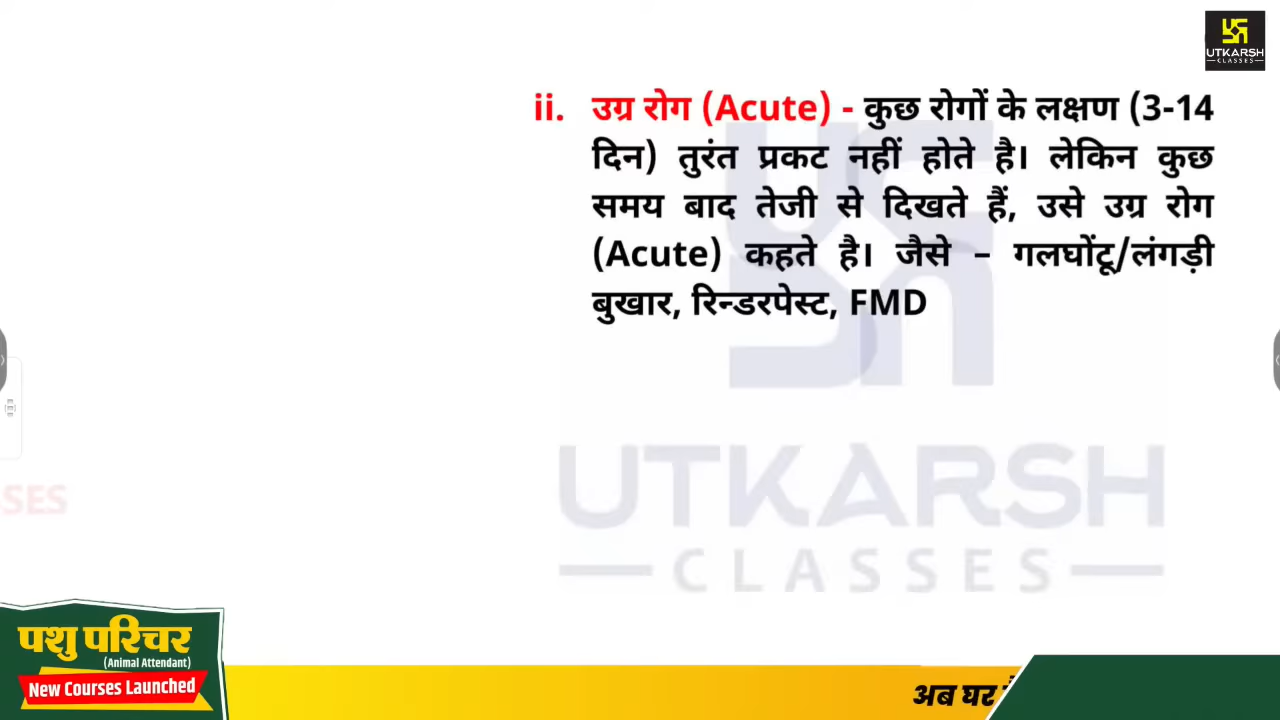 UTKARSH
CLASSES
ii. उग्र रोग (Acute) - कुछ रोगों के लक्षण (3-14
दिन) तुरंत प्रकट नहीं होते है। लेकिन कुछ
समय बाद तेजी से दिखते हैं, उसे उग्र रोग
(Acute) कहते है। जैसे – गलघोंटू/लंगड़ी
बुखार, रिन्डरपेस्ट, FMD
UTKARSH
CLASSES
SSES
पशु परिचर
(Animal Attendant)
New Courses Launched
अब घर